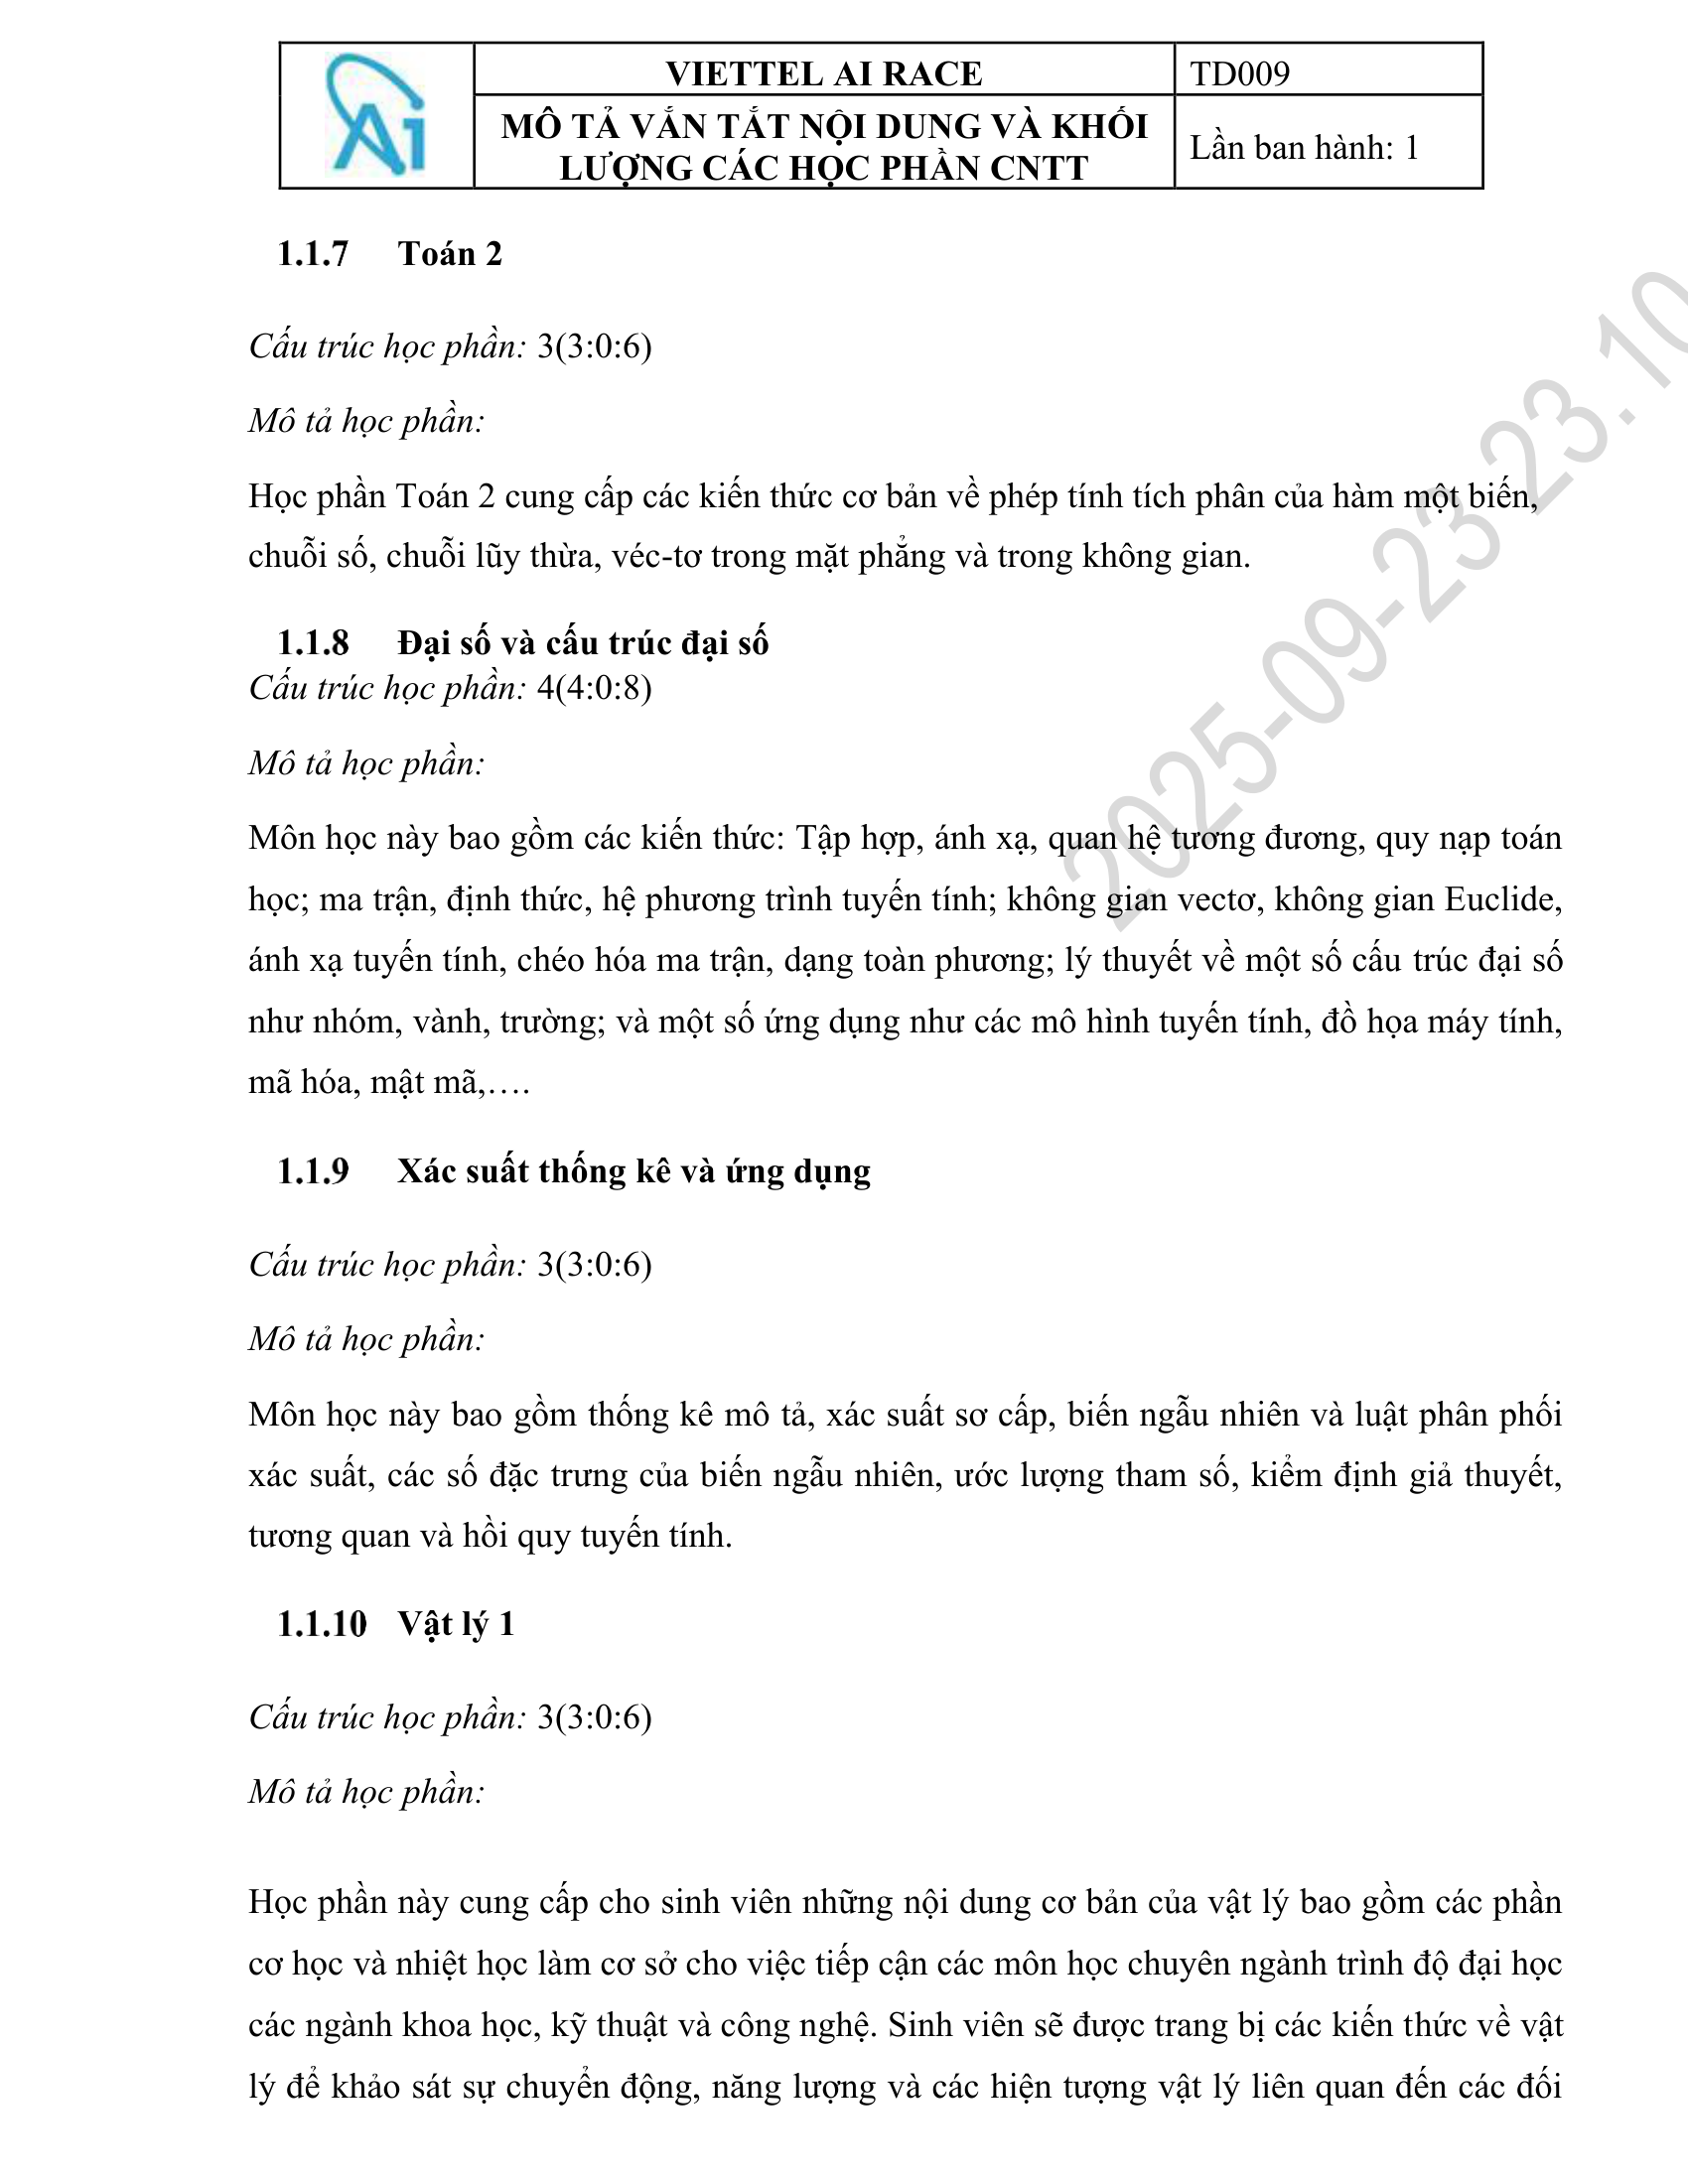 Ai
VIETTEL AI RACE
TD009
MÔ TẢ VẮN TẮT NỘI DUNG VÀ KHỐI
LƯỢNG CÁC HỌC PHẦN CNTT
Lần ban hành: 1
1.1.7 Toán 2
Cấu trúc học phần: 3(3:0:6)
Mô tả học phần:
Học phần Toán 2 cung cấp các kiến thức cơ bản về phép tính tích phân của hàm một biến,
chuỗi số, chuỗi lũy thừa, véc-tơ trong mặt phẳng và trong không gian.
1.1.8 Đại số và cấu trúc đại số
Cấu trúc học phần: 4(4:0:8)
Mô tả học phần:
Môn học này bao gồm các kiến thức: Tập hợp, ánh xạ, quan hệ tương đương, quy nạp toán
học; ma trận, định thức, hệ phương trình tuyến tính; không gian vectơ, không gian Euclide,
ánh xạ tuyến tính, chéo hóa ma trận, dạng toàn phương; lý thuyết về một số cấu trúc đại số
như nhóm, vành, trường; và một số ứng dụng như các mô hình tuyến tính, đồ họa máy tính,
mã hóa, mật mã,….
1.1.9 Xác suất thống kê và ứng dụng
Cấu trúc học phần: 3(3:0:6)
Mô tả học phần:
Môn học này bao gồm thống kê mô tả, xác suất sơ cấp, biến ngẫu nhiên và luật phân phối
xác suất, các số đặc trưng của biến ngẫu nhiên, ước lượng tham số, kiểm định giả thuyết,
tương quan và hồi quy tuyến tính.
1.1.10 Vật lý 1
Cấu trúc học phần: 3(3:0:6)
Mô tả học phần:
Học phần này cung cấp cho sinh viên những nội dung cơ bản của vật lý bao gồm các phần
cơ học và nhiệt học làm cơ sở cho việc tiếp cận các môn học chuyên ngành trình độ đại học
các ngành khoa học, kỹ thuật và công nghệ. Sinh viên sẽ được trang bị các kiến thức về vật
lý để khảo sát sự chuyển động, năng lượng và các hiện tượng vật lý liên quan đến các đối
2025-09-23 23.10